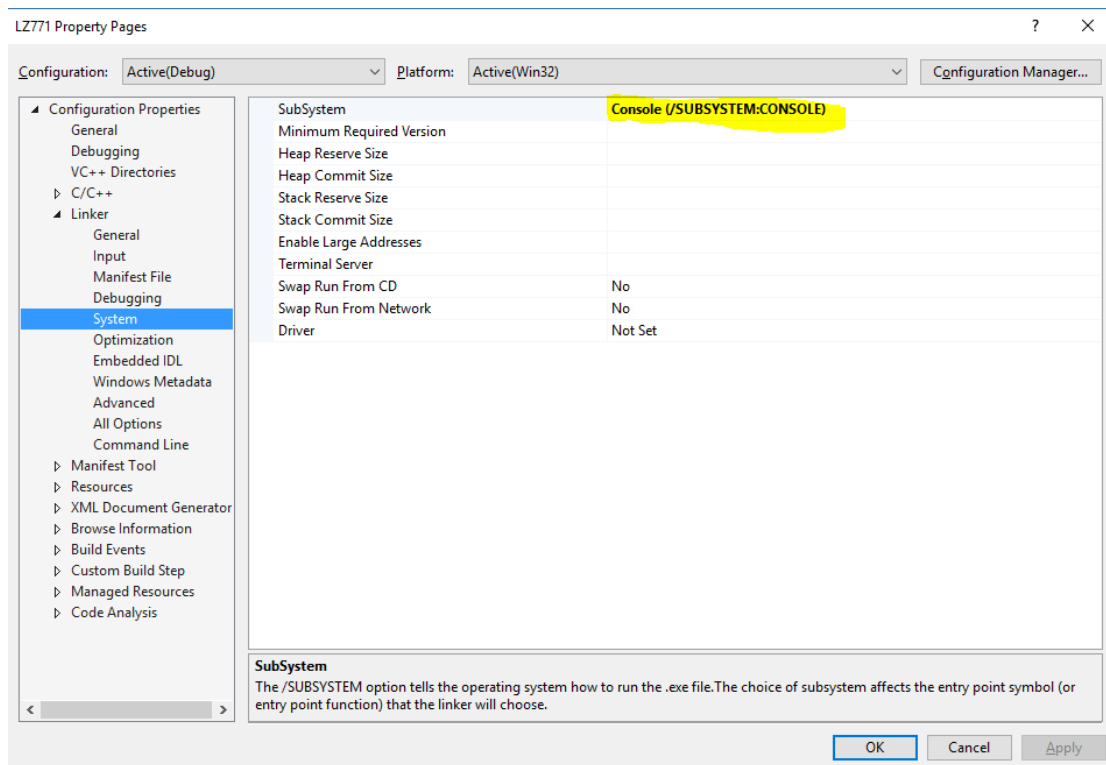 LZ771 Property Pages
?
Configuration: Active(Debug) Platform: Active(Win32) Configuration Manager...
Configuration Properties
General
Debugging
VC++ Directories
C/C++
Linker
General
Input
Manifest File
Debugging
System
Optimization
Embedded IDL
Windows Metadata
Advanced
All Options
Command Line
Manifest Tool
Resources
XML Document Generator
Browse Information
Build Events
Custom Build Step
Managed Resources
Code Analysis
SubSystem Console (/SUBSYSTEM:CONSOLE)
Minimum Required Version
Heap Reserve Size
Heap Commit Size
Stack Reserve Size
Stack Commit Size
Enable Large Addresses
Terminal Server
Swap Run From CD No
Swap Run From Network No
Driver Not Set
SubSystem
The /SUBSYSTEM option tells the operating system how to run the .exe file.The choice of subsystem affects the entry point symbol (or
entry point function) that the linker will choose.
OK Cancel Apply